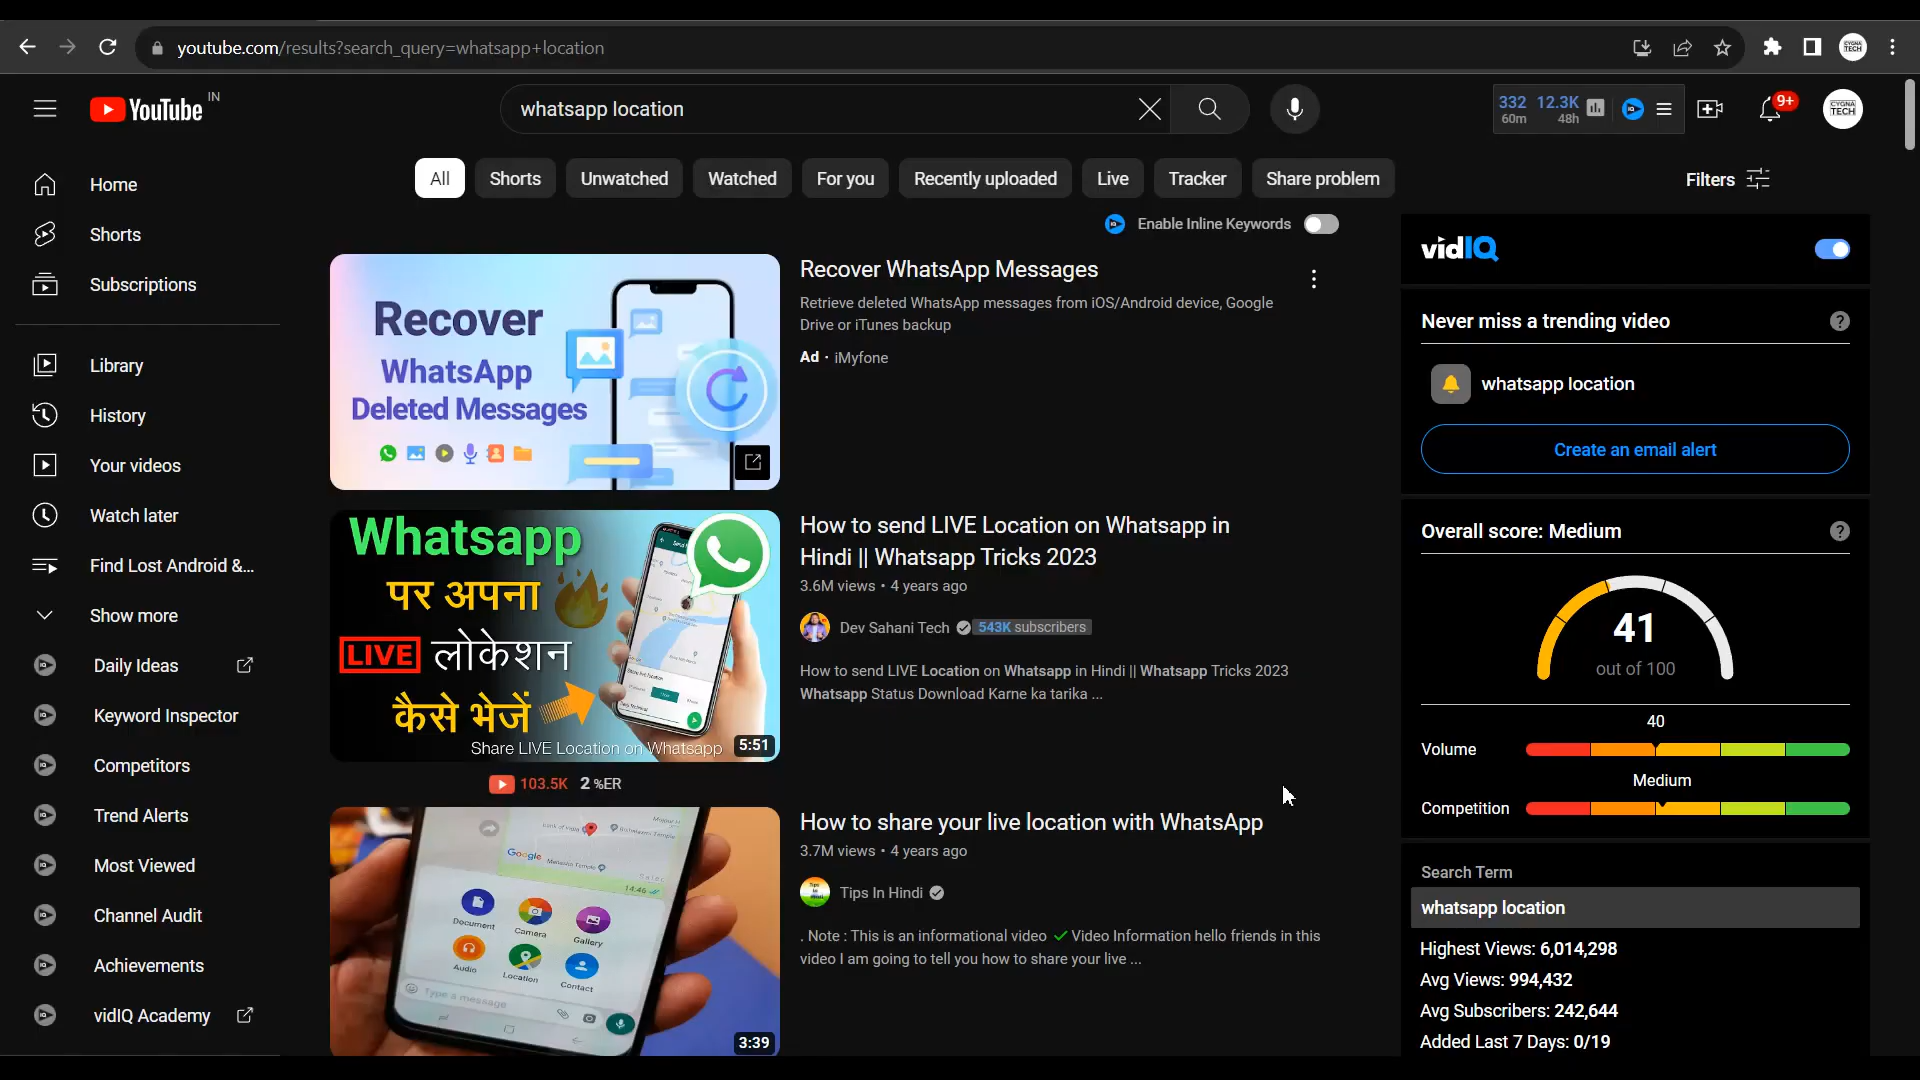 youtube.com/results?search_query=whatsapp+location
YouTube IN
whatsapp location
332 12.3K
60m 48h
9+
CYGNA TECH
All
Shorts
Unwatched
Watched
For you
Recently uploaded
Live
Tracker
Share problem
Filters
Enable Inline Keywords
Home
Shorts
Subscriptions
Library
History
Your videos
Watch later
Find Lost Android &...
Show more
Daily Ideas
Keyword Inspector
Competitors
Trend Alerts
Most Viewed
Channel Audit
Achievements
vidIQ Academy
Recover
WhatsApp
Deleted Messages
Recover WhatsApp Messages
Retrieve deleted WhatsApp messages from iOS/Android device, Google
Drive or iTunes backup
Ad · iMyfone
Whatsapp
पर अपना
LIVE लोकेशन
कैसे भेजें
Share LIVE Location on Whatsapp
5:51
103.5K 2 %ER
How to send LIVE Location on Whatsapp in
Hindi || Whatsapp Tricks 2023
3.6M views • 4 years ago
Dev Sahani Tech 543K subscribers
How to send LIVE Location on Whatsapp in Hindi || Whatsapp Tricks 2023
Whatsapp Status Download Karne ka tarika ...
Google
14:46
Document
Camera
Gallery
Audio
Location
Contact
Type a message
3:39
How to share your live location with WhatsApp
3.7M views • 4 years ago
Tips In Hindi
. Note : This is an informational video ✓ Video Information hello friends in this
video I am going to tell you how to share your live ...
vidIQ
Never miss a trending video
whatsapp location
Create an email alert
Overall score: Medium
41
out of 100
40
Volume
Medium
Competition
Search Term
whatsapp location
Highest Views: 6,014,298
Avg Views: 994,432
Avg Subscribers: 242,644
Added Last 7 Days: 0/19